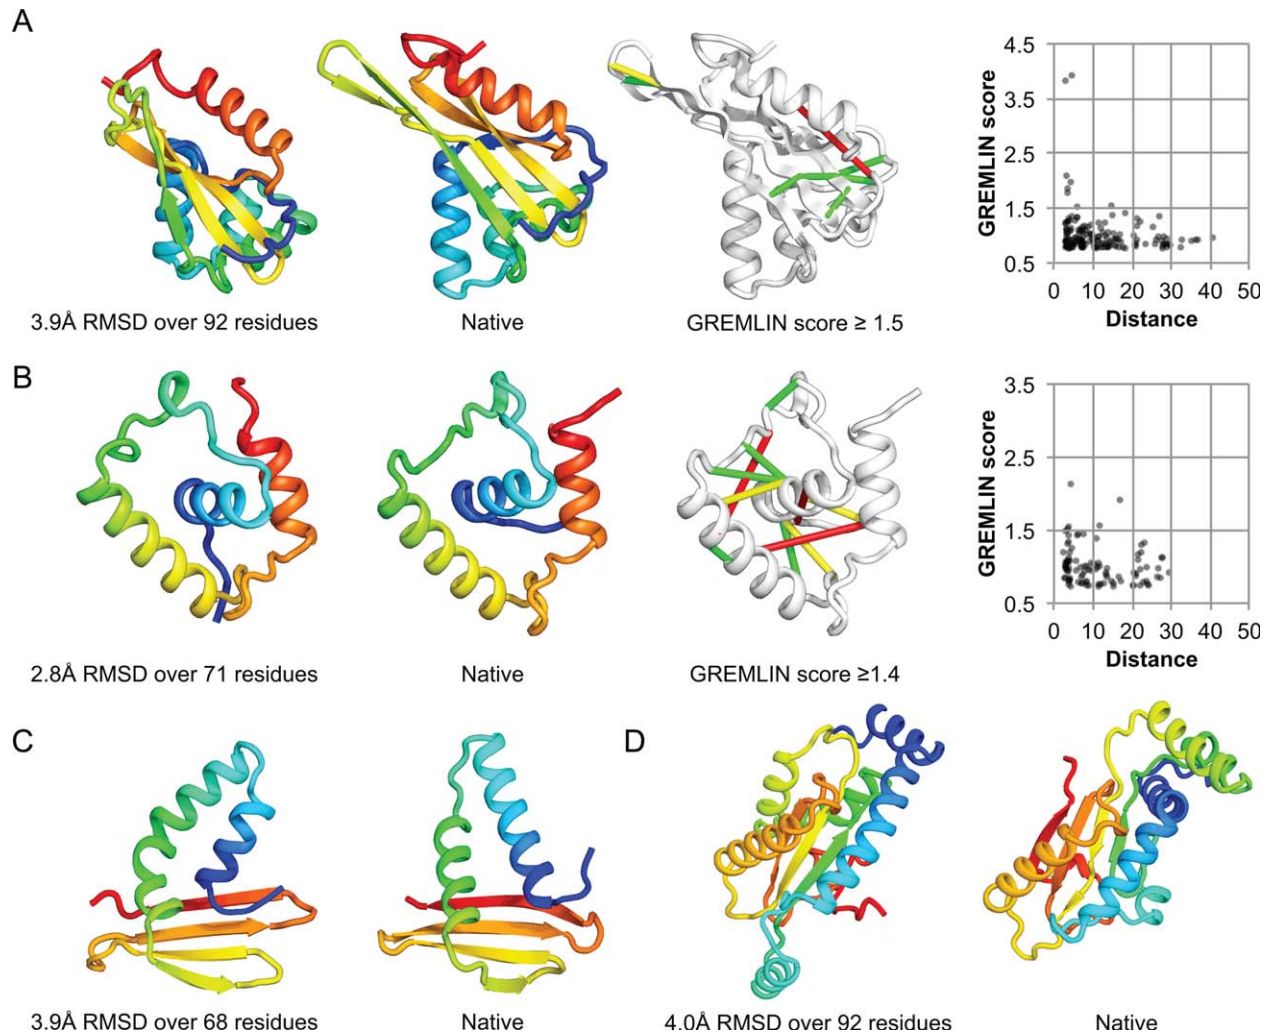 A
4.5
3.5
2.5
1.5
0.5
GREMLIN score
0 10 20 30 40 50
Distance
3.9Å RMSD over 92 residues
Native
GREMLIN score ≥ 1.5
B
3.5
2.5
1.5
0.5
GREMLIN score
0 10 20 30 40 50
Distance
2.8Å RMSD over 71 residues
Native
GREMLIN score ≥1.4
C
D
3.9Å RMSD over 68 residues
Native
4.0Å RMSD over 92 residues
Native